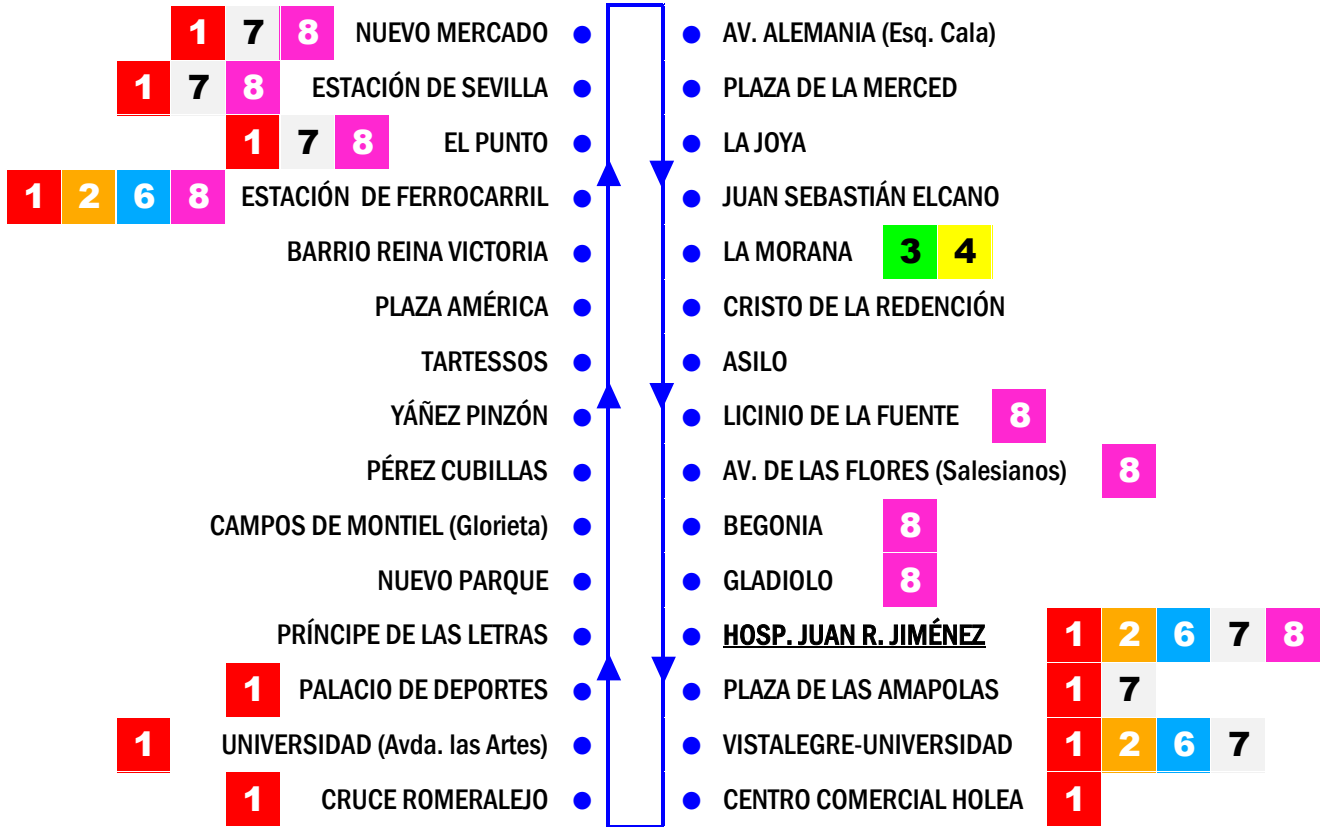 1 7 8 NUEVO MERCADO
1 7 8 ESTACIÓN DE SEVILLA
1 7 8 EL PUNTO
1 2 6 8 ESTACIÓN DE FERROCARRIL
BARRIO REINA VICTORIA
PLAZA AMÉRICA
TARTESSOS
YÁÑEZ PINZÓN
PÉREZ CUBILLAS
CAMPOS DE MONTIEL (Glorieta)
NUEVO PARQUE
PRÍNCIPE DE LAS LETRAS
1 PALACIO DE DEPORTES
1 UNIVERSIDAD (Avda. las Artes)
1 CRUCE ROMERALEJO
AV. ALEMANIA (Esq. Cala)
PLAZA DE LA MERCED
LA JOYA
JUAN SEBASTIÁN ELCANO
LA MORANA 3 4
CRISTO DE LA REDENCIÓN
ASILO
LICINIO DE LA FUENTE 8
AV. DE LAS FLORES (Salesianos) 8
BEGONIA 8
GLADIOLO 8
HOSP. JUAN R. JIMÉNEZ 1 2 6 7 8
PLAZA DE LAS AMAPOLAS 1 7
VISTALEGRE-UNIVERSIDAD 1 2 6 7
CENTRO COMERCIAL HOLEA 1